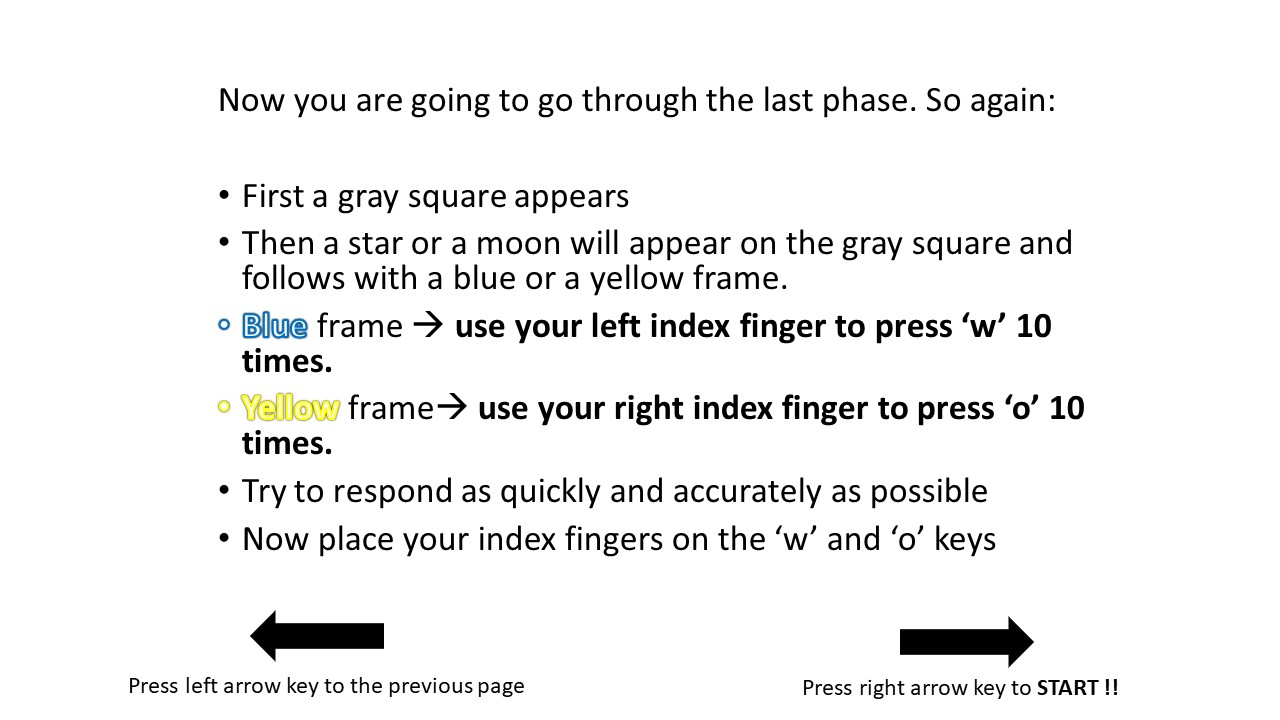 Now you are going to go through the last phase. So again:
• First a gray square appears
• Then a star or a moon will appear on the gray square and
follows with a blue or a yellow frame.
• Blue frame → use your left index finger to press ‘w’ 10
times.
• Yellow frame→ use your right index finger to press ‘o’ 10
times.
• Try to respond as quickly and accurately as possible
• Now place your index fingers on the ‘w’ and ‘o’ keys
Press left arrow key to the previous page
Press right arrow key to START !!